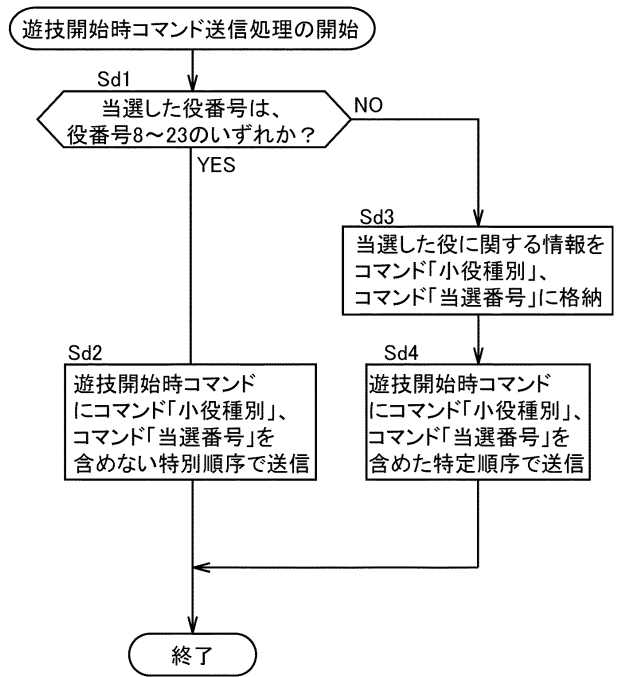 遊技開始時コマンド送信処理の開始
Sd1
当選した役番号は、
役番号8～23のいずれか？
NO
YES
Sd3
当選した役に関する情報を
コマンド「小役種別」、
コマンド「当選番号」に格納
Sd2
遊技開始時コマンド
にコマンド「小役種別」、
コマンド「当選番号」を
含めない特別順序で送信
Sd4
遊技開始時コマンド
にコマンド「小役種別」、
コマンド「当選番号」を
含めた特定順序で送信
終了